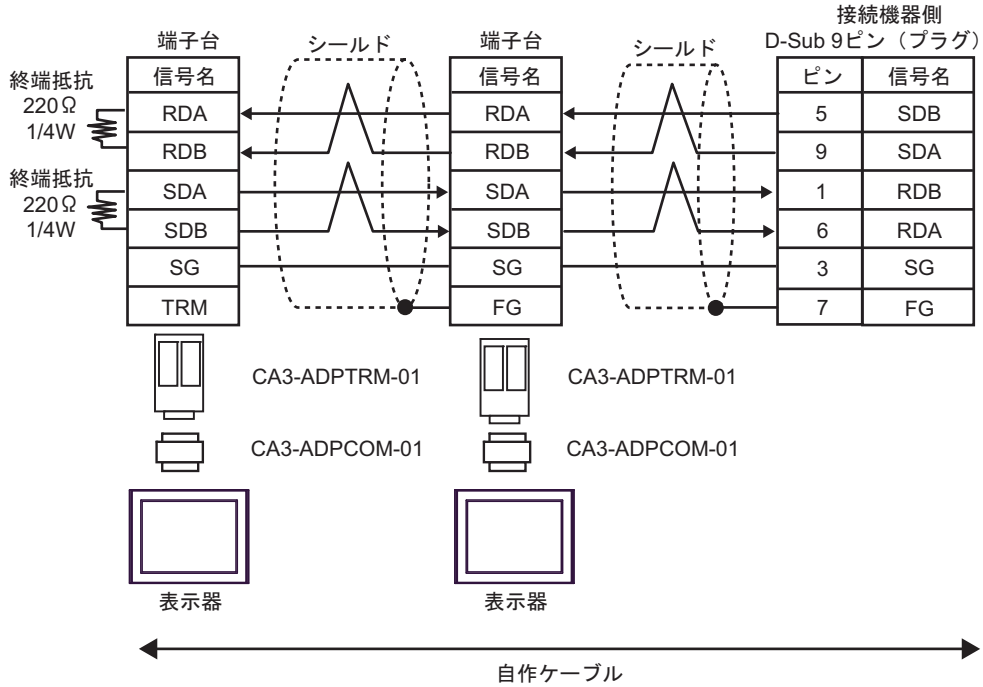 接続機器側
端子台
シールド
端子台
シールド
D-Sub 9ピン（プラグ）
終端抵抗
220Ω
1/4W
終端抵抗
220Ω
1/4W
信号名
RDA
RDB
SDA
SDB
SG
TRM
信号名
RDA
RDB
SDA
SDB
SG
FG
ピン 信号名
5 SDB
9 SDA
1 RDB
6 RDA
3 SG
7 FG
CA3-ADPTRM-01
CA3-ADPTRM-01
CA3-ADPCOM-01
CA3-ADPCOM-01
表示器
表示器
自作ケーブル